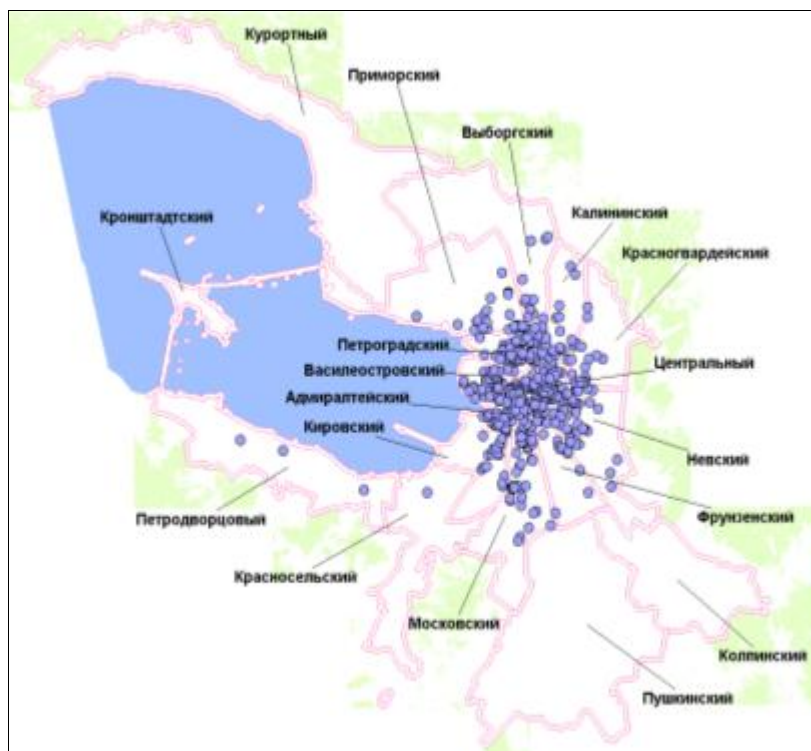 Курортный
Приморский
Выборгский
Калининский
Кронштадтский
Красногвардейский
Петроградский
Центральный
Василеостровский
Адмиралтейский
Кировский
Невский
Петродворцовый
Фрунзенский
Красносельский
Московский
Колпинский
Пушкинский